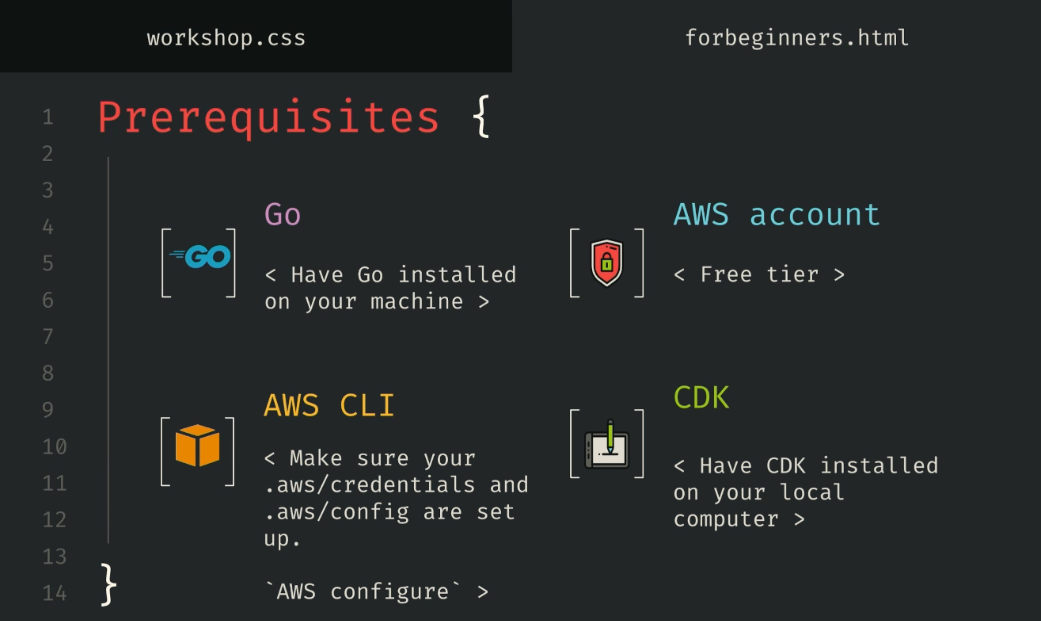 workshop.css
forbeginners.html
1
2
3
4
5
6
7
8
9
10
11
12
13
14
Prerequisites {
Go
GO
< Have Go installed
on your machine >
AWS account
< Free tier >
AWS CLI
< Make sure your
.aws/credentials and
.aws/config are set
up.
`AWS configure` >
CDK
< Have CDK installed
on your local
computer >
}